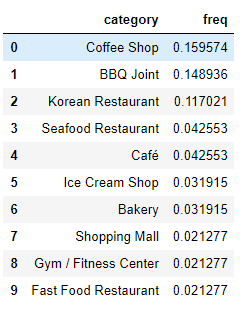 category freq
0 Coffee Shop 0.159574
1 BBQ Joint 0.148936
2 Korean Restaurant 0.117021
3 Seafood Restaurant 0.042553
4 Café 0.042553
5 Ice Cream Shop 0.031915
6 Bakery 0.031915
7 Shopping Mall 0.021277
8 Gym / Fitness Center 0.021277
9 Fast Food Restaurant 0.021277